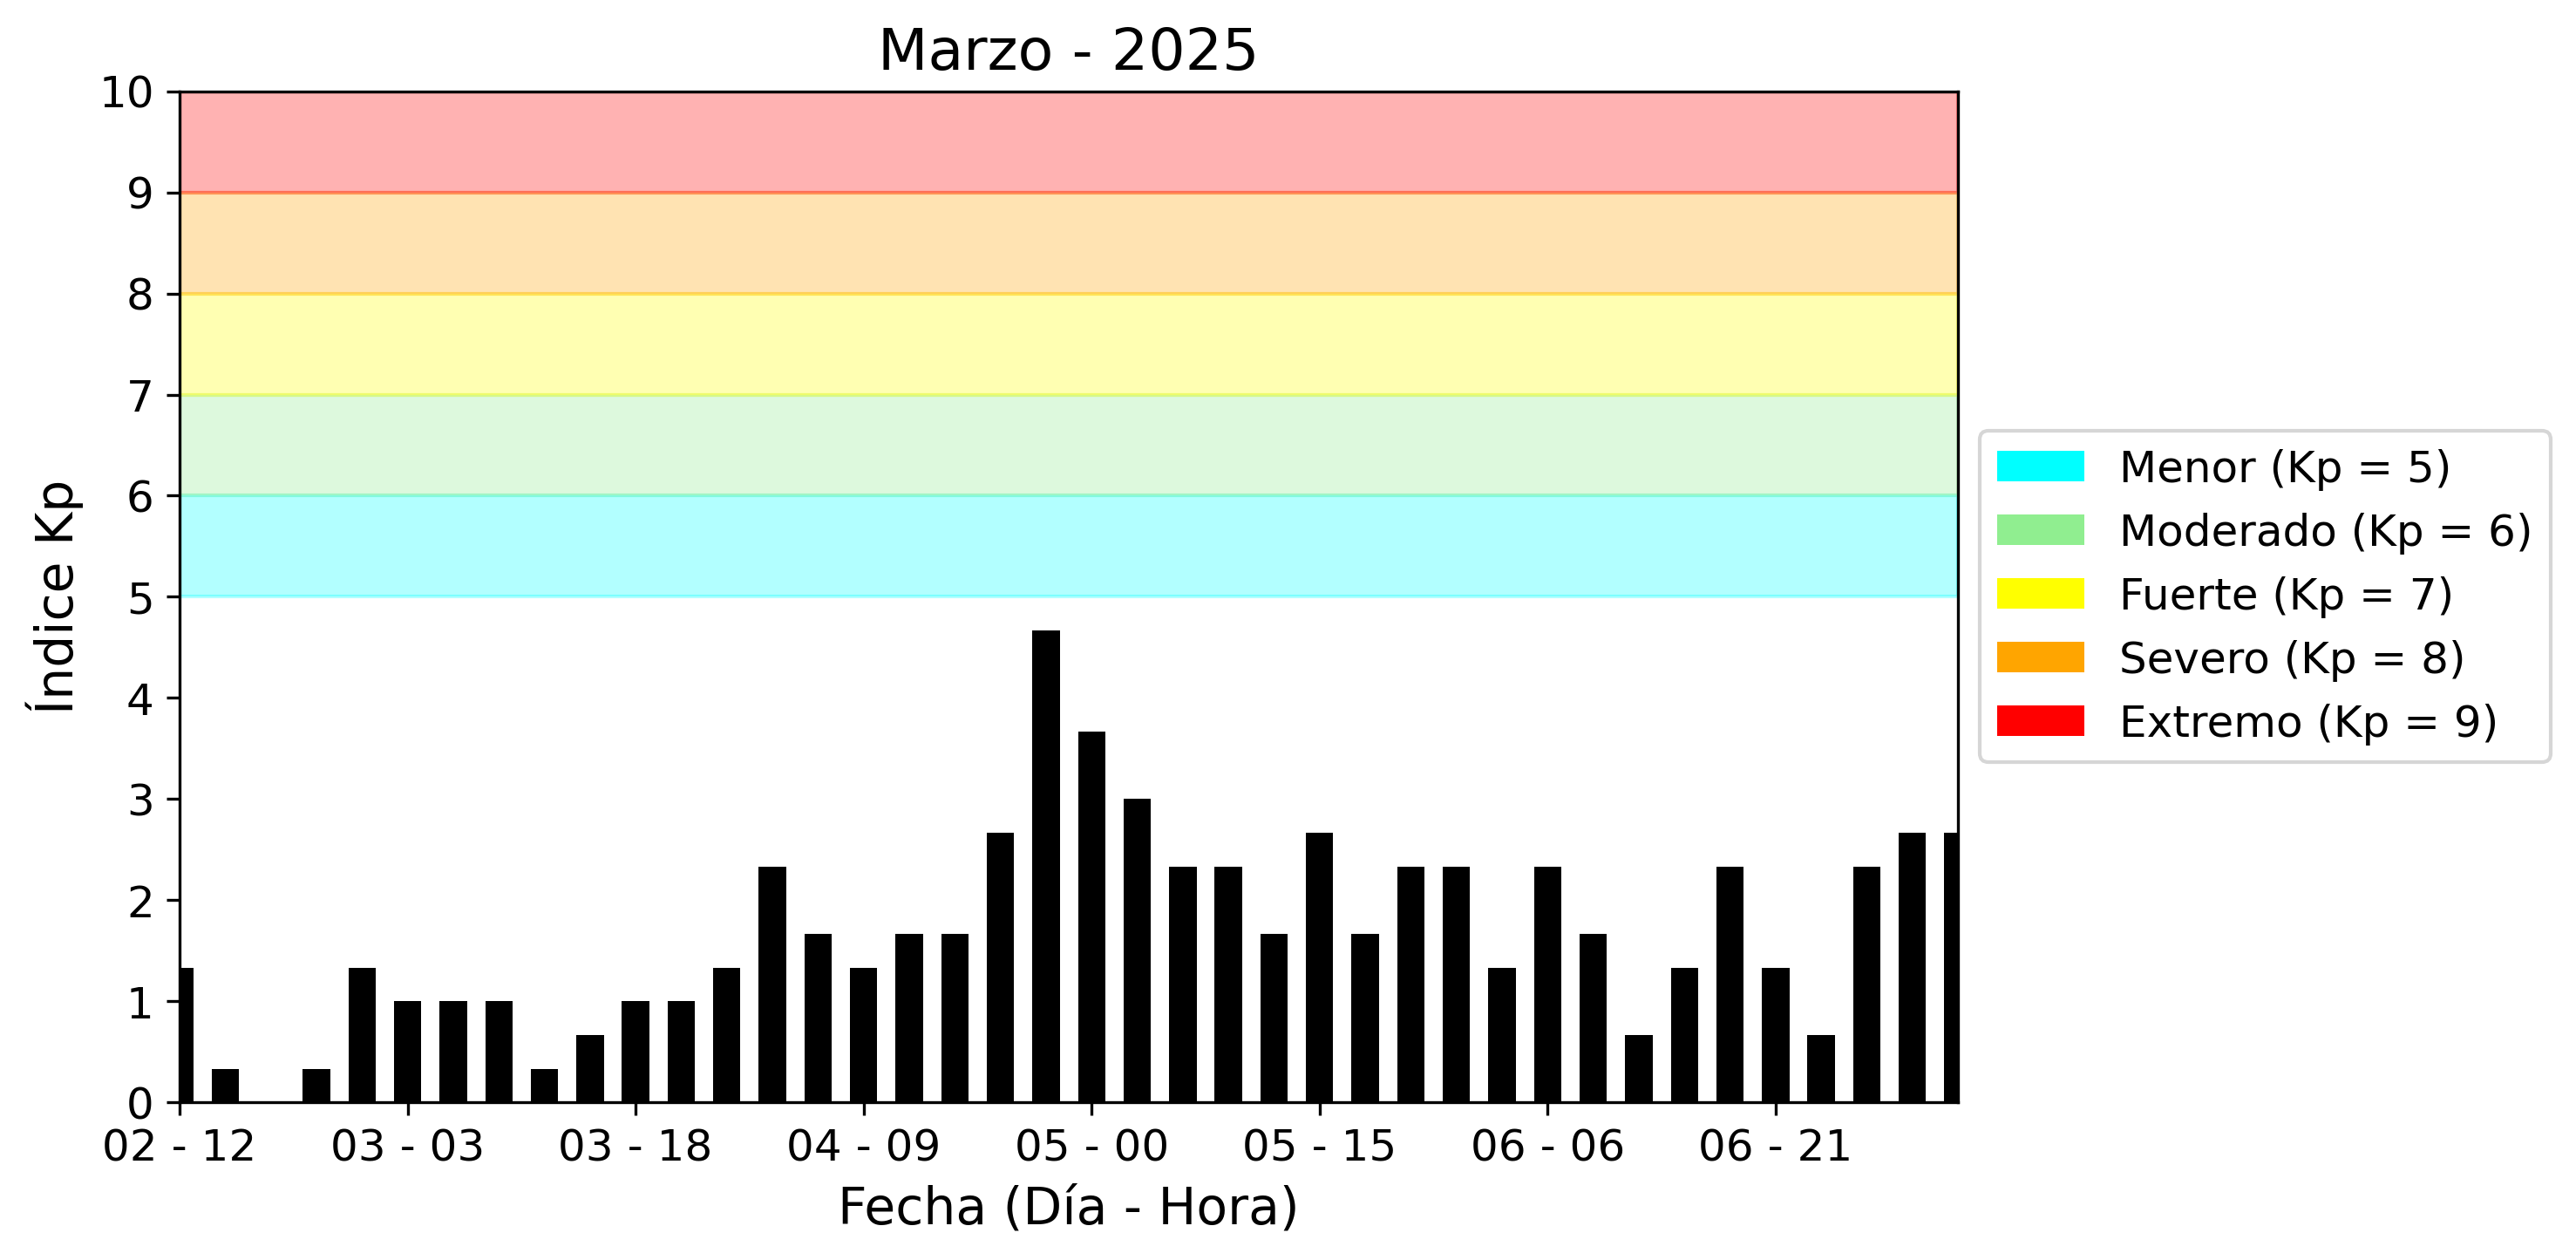 Marzo - 2025
Índice Kp
10
9
8
7
6
5
4
3
2
1
0
02 - 12
03 - 03
03 - 18
04 - 09
05 - 00
05 - 15
06 - 06
06 - 21
Fecha (Día - Hora)
Menor (Kp = 5)
Moderado (Kp = 6)
Fuerte (Kp = 7)
Severo (Kp = 8)
Extremo (Kp = 9)